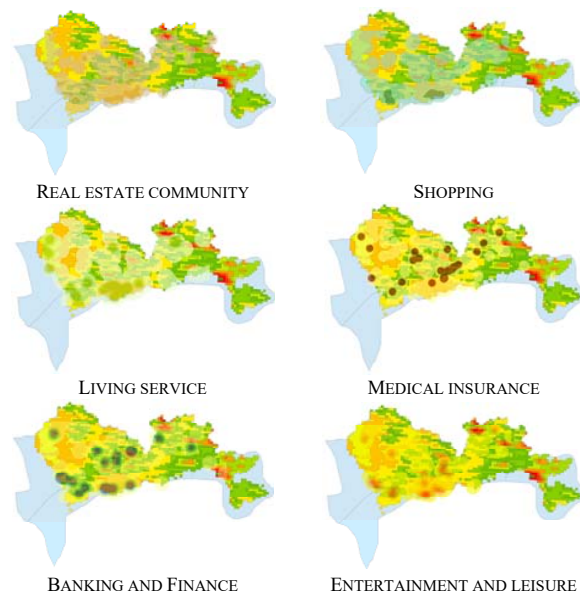 REAL ESTATE COMMUNITY
SHOPPING
LIVING SERVICE
MEDICAL INSURANCE
BANKING AND FINANCE
ENTERTAINMENT AND LEISURE